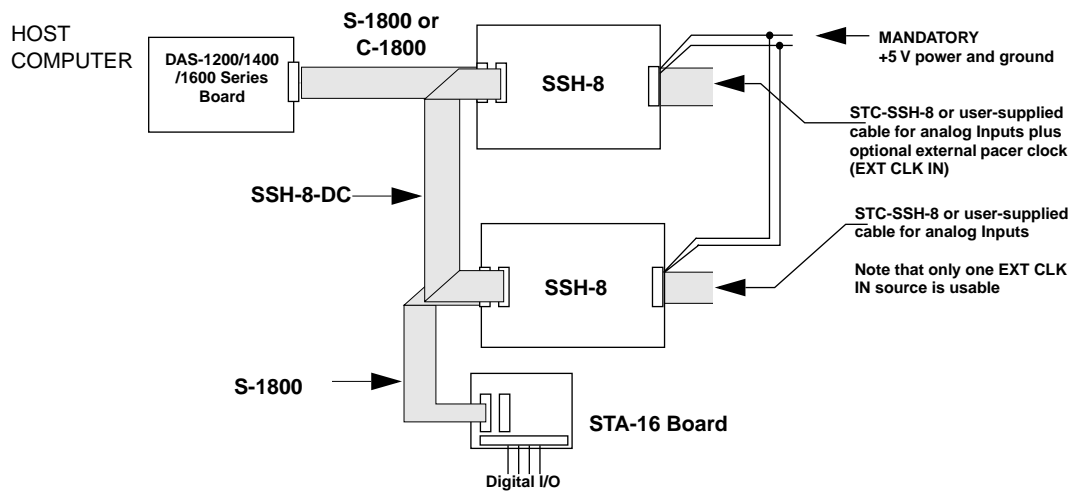 HOST
COMPUTER
DAS-1200/1400
/1600 Series
Board
S-1800 or
C-1800
SSH-8
MANDATORY
+5 V power and ground
STC-SSH-8 or user-supplied
cable for analog Inputs plus
optional external pacer clock
(EXT CLK IN)
SSH-8-DC
SSH-8
STC-SSH-8 or user-supplied
cable for analog Inputs
Note that only one EXT CLK
IN source is usable
S-1800
STA-16 Board
Digital I/O